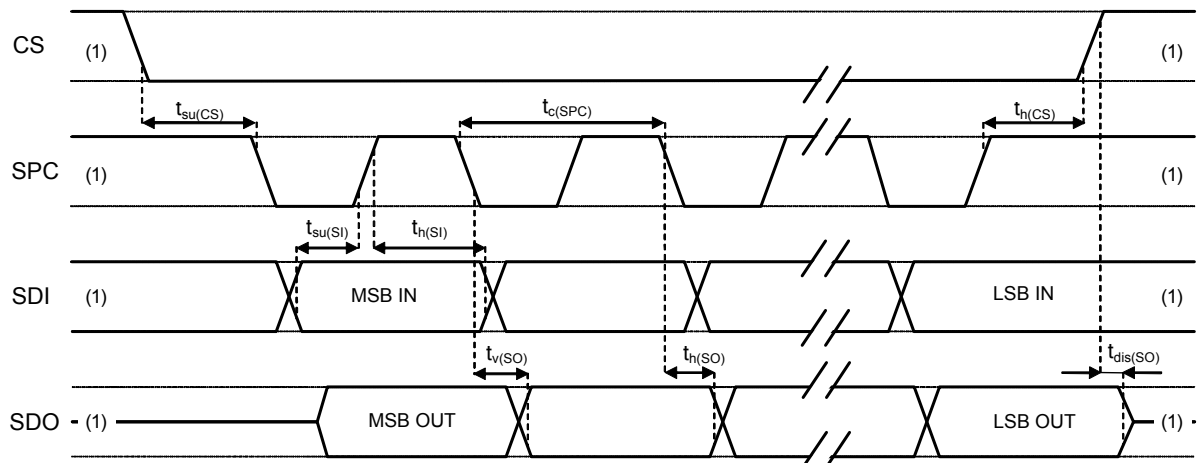 CS (1) (1)
t_su(CS) t_c(SPC) t_h(CS)
SPC (1) (1)
t_su(SI) t_h(SI)
SDI (1) MSB IN LSB IN (1)
t_v(SO) t_h(SO) t_dis(SO)
SDO (1) MSB OUT LSB OUT (1)